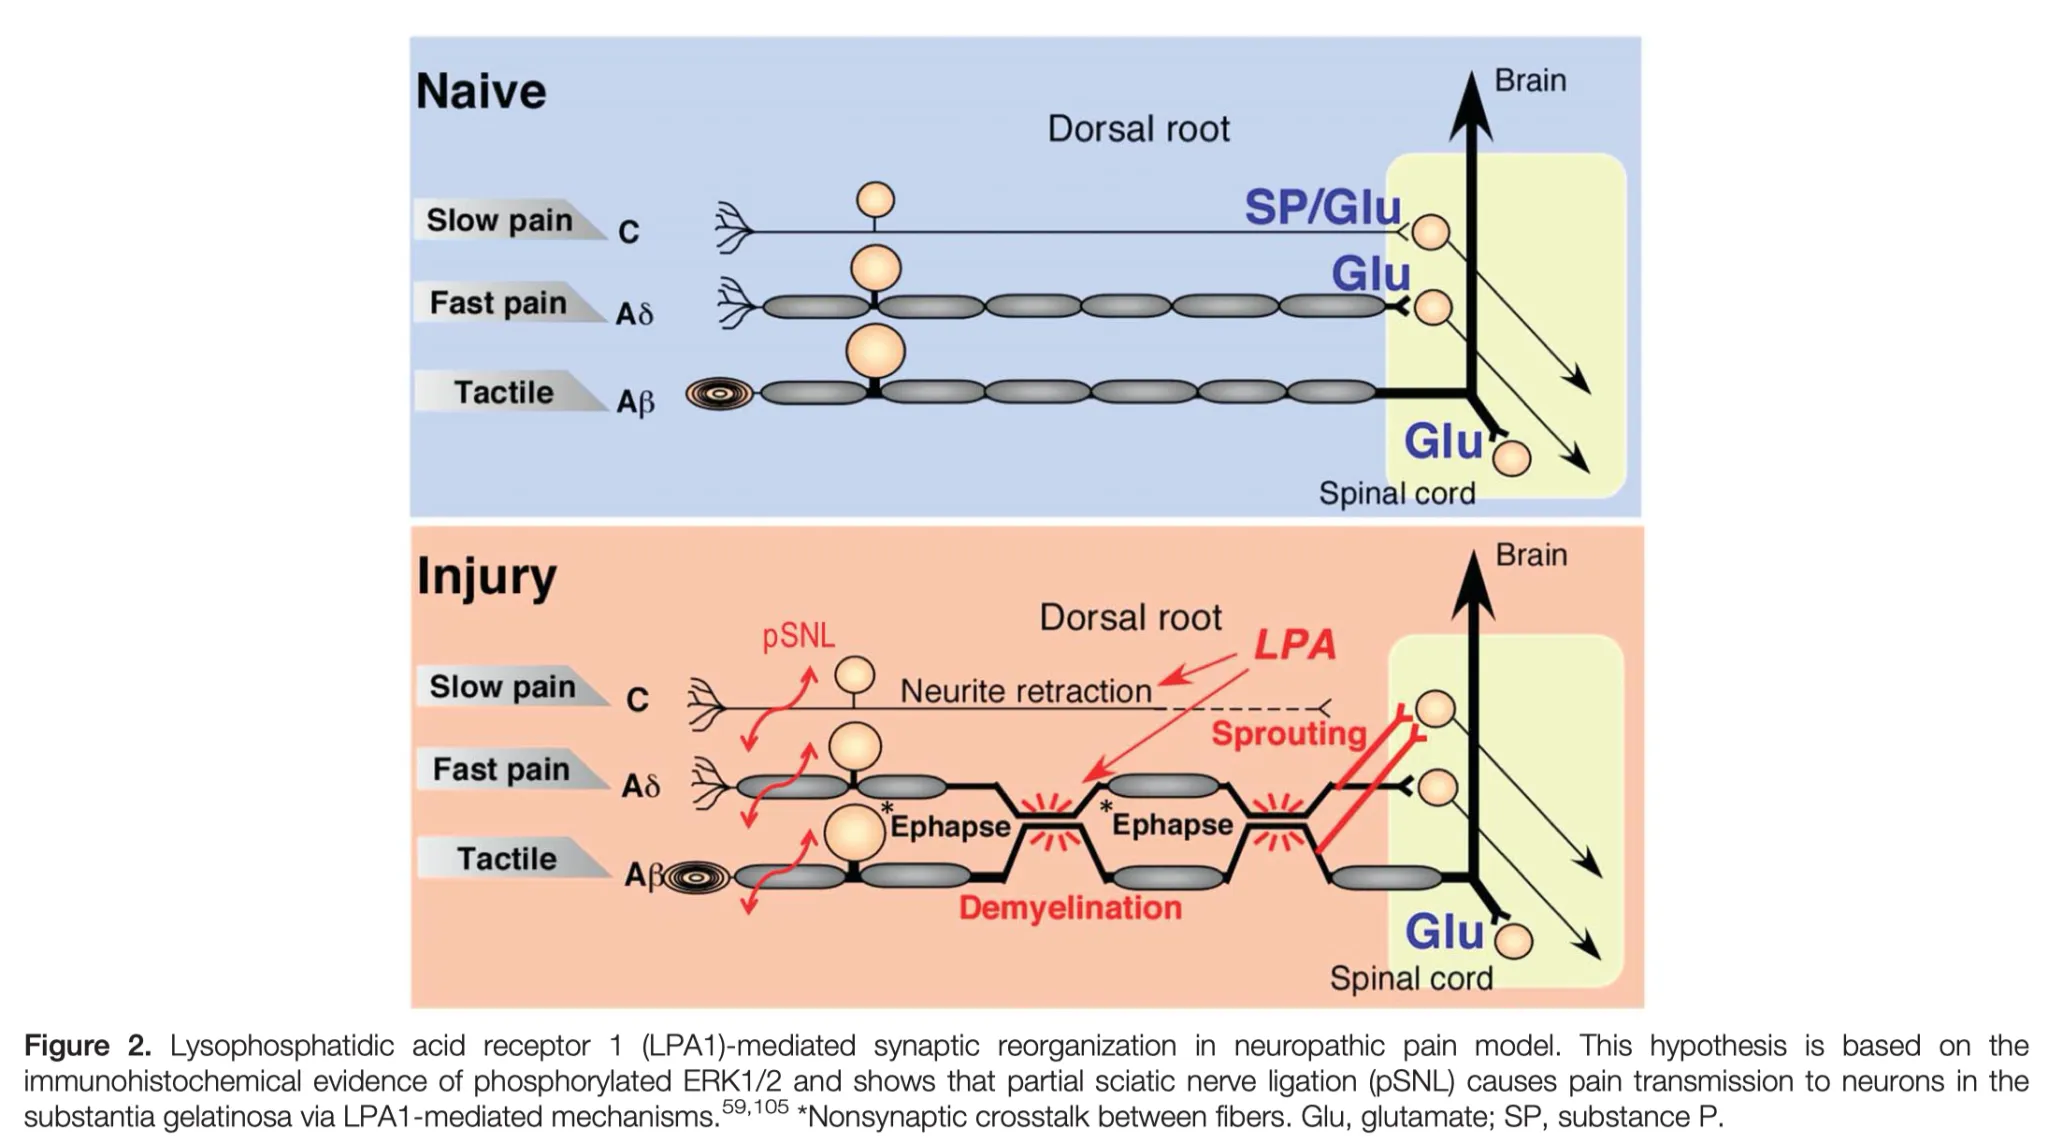 Naive
Brain
Dorsal root
SP/Glu
Slow pain
C
Glu
Fast pain
Aδ
Tactile
Aβ
Glu
Spinal cord
Injury
Brain
Dorsal root
pSNL
LPA
Slow pain
C
Neurite retraction
Sprouting
Fast pain
Aδ
*Ephapse
*Ephapse
Tactile
Aβ
Demyelination
Glu
Spinal cord
Figure 2. Lysophosphatidic acid receptor 1 (LPA1)-mediated synaptic reorganization in neuropathic pain model. This hypothesis is based on the
immunohistochemical evidence of phosphorylated ERK1/2 and shows that partial sciatic nerve ligation (pSNL) causes pain transmission to neurons in the
substantia gelatinosa via LPA1-mediated mechanisms.59,105 *Nonsynaptic crosstalk between fibers. Glu, glutamate; SP, substance P.